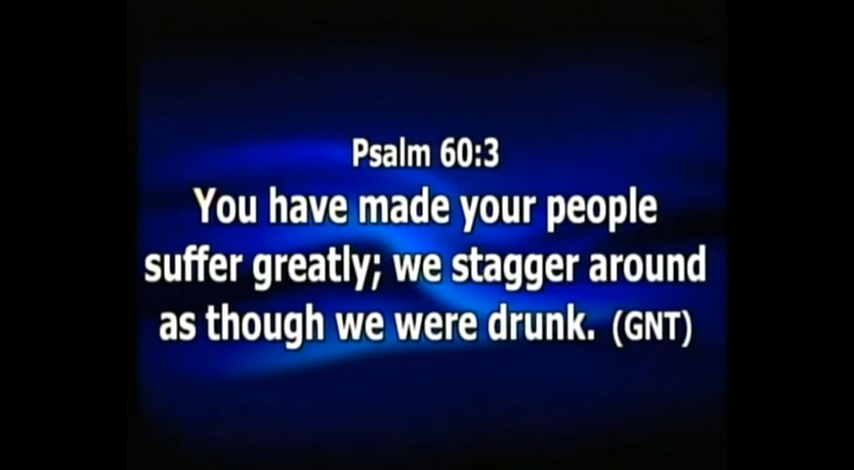 Psalm 60:3
You have made your people
suffer greatly; we stagger around
as though we were drunk. (GNT)